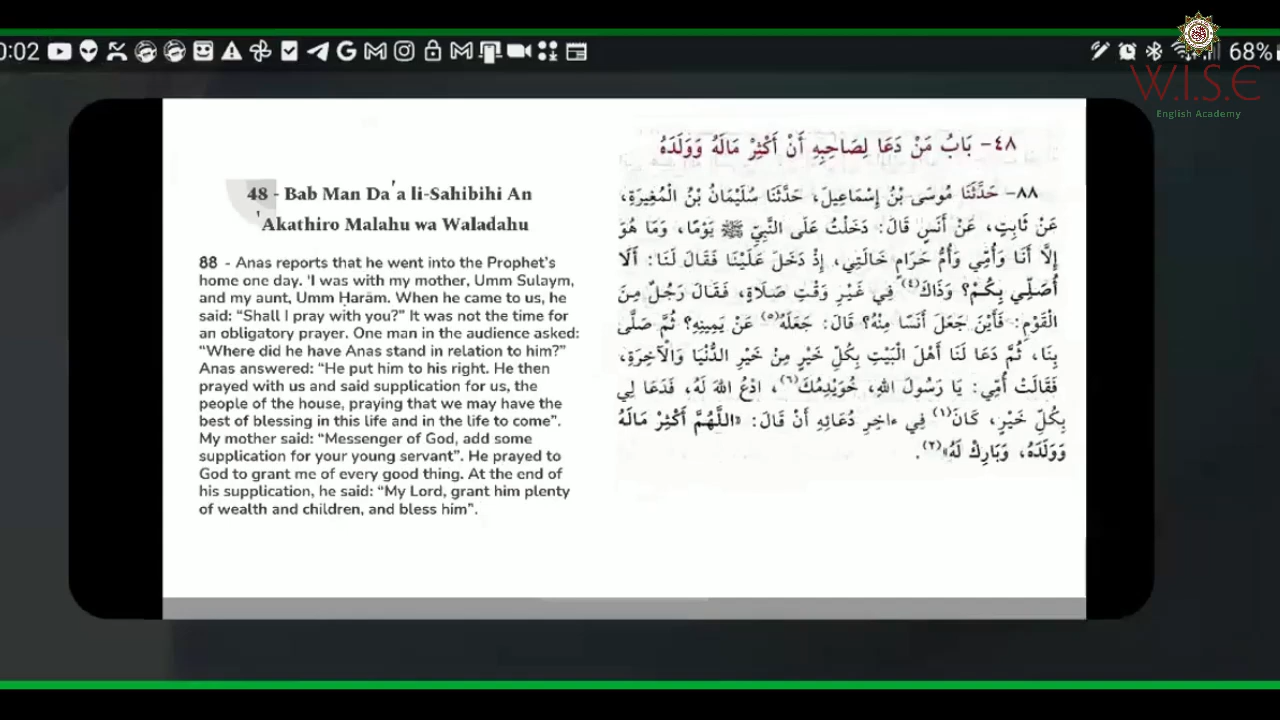 0:02
68%
W.I.S.E
English Academy
48 - Bab Man Da'a li-Sahibihi An
'Akathiro Malahu wa Waladahu
88 - Anas reports that he went into the Prophet's
home one day. 'I was with my mother, Umm Sulaym,
and my aunt, Umm Ḥarām. When he came to us, he
said: “Shall I pray with you?” It was not the time for
an obligatory prayer. One man in the audience asked:
“Where did he have Anas stand in relation to him?”
Anas answered: “He put him to his right. He then
prayed with us and said supplication for us, the
people of the house, praying that we may have the
best of blessing in this life and in the life to come”.
My mother said: “Messenger of God, add some
supplication for your young servant”. He prayed to
God to grant me of every good thing. At the end of
his supplication, he said: “My Lord, grant him plenty
of wealth and children, and bless him”.
٤٨- بَابُ مَنْ دَعَا لِصَاحِبِهِ أَنْ أَكْثِرْ مَالَهُ وَوَلَدَهُ
٨٨- حَدَّثَنَا مُوسَى بْنُ إِسْمَاعِيلَ، حَدَّثَنَا سُلَيْمَانُ بْنُ الْمُغِيرَةِ،
عَنْ ثَابِتٍ، عَنْ أَنَسٍ قَالَ: دَخَلْتُ عَلَى النَّبِيِّ ﷺ يَوْمًا، وَمَا هُوَ
إِلَّا أَنَا وَأُمِّي وَأُمُّ حَرَامٍ خَالَتِي، إِذْ دَخَلَ عَلَيْنَا فَقَالَ لَنَا: أَلَا
أُصَلِّي بِكُمْ؟ وَذَاكَ(٤) فِي غَيْرِ وَقْتِ صَلَاةٍ، فَقَالَ رَجُلٌ مِنَ
الْقَوْمِ: فَأَيْنَ جَعَلَ أَنَسًا مِنْهُ؟ قَالَ: جَعَلَهُ(٥) عَنْ يَمِينِهِ؟ ثُمَّ صَلَّى
بِنَا، ثُمَّ دَعَا لَنَا أَهْلَ الْبَيْتِ بِكُلِّ خَيْرٍ مِنْ خَيْرِ الدُّنْيَا وَالْآخِرَةِ،
فَقَالَتْ أُمِّي: يَا رَسُولَ اللهِ، خُوَيْدِمُكَ(٦)، ادْعُ اللهَ لَهُ، فَدَعَا لِي
بِكُلِّ خَيْرٍ، كَانَ(١) فِي ءَاخِرِ دُعَائِهِ أَنْ قَالَ: «اللَّهُمَّ أَكْثِرْ مَالَهُ
وَوَلَدَهُ، وَبَارِكْ لَهُ»(٢).